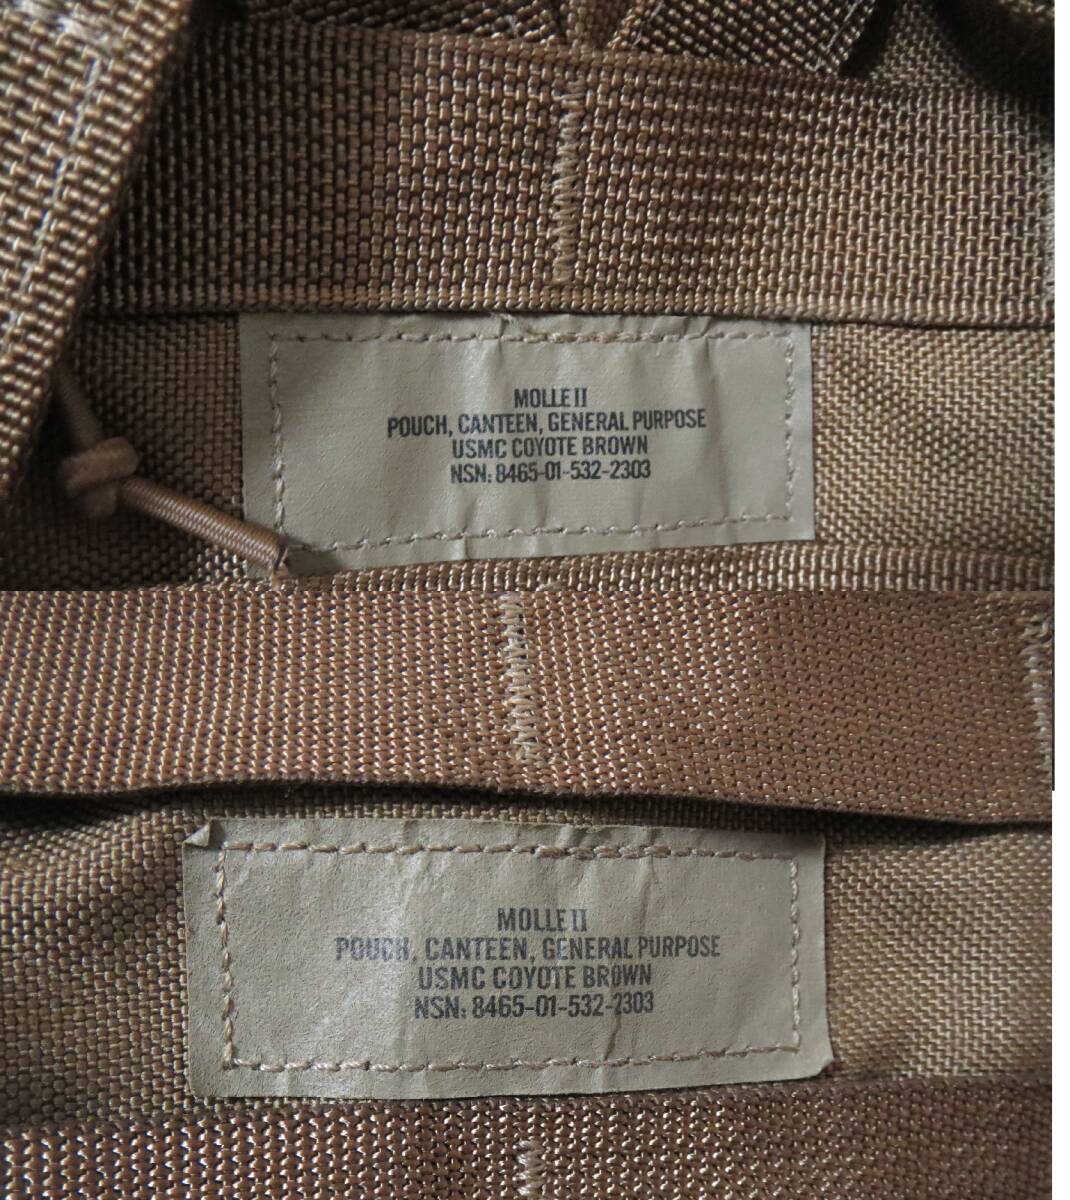 MOLLE II
POUCH, CANTEEN, GENERAL PURPOSE
USMC COYOTE BROWN
NSN: 8465-01-532-2303
MOLLE II
POUCH, CANTEEN, GENERAL PURPOSE
USMC COYOTE BROWN
NSN: 8465-01-532-2303